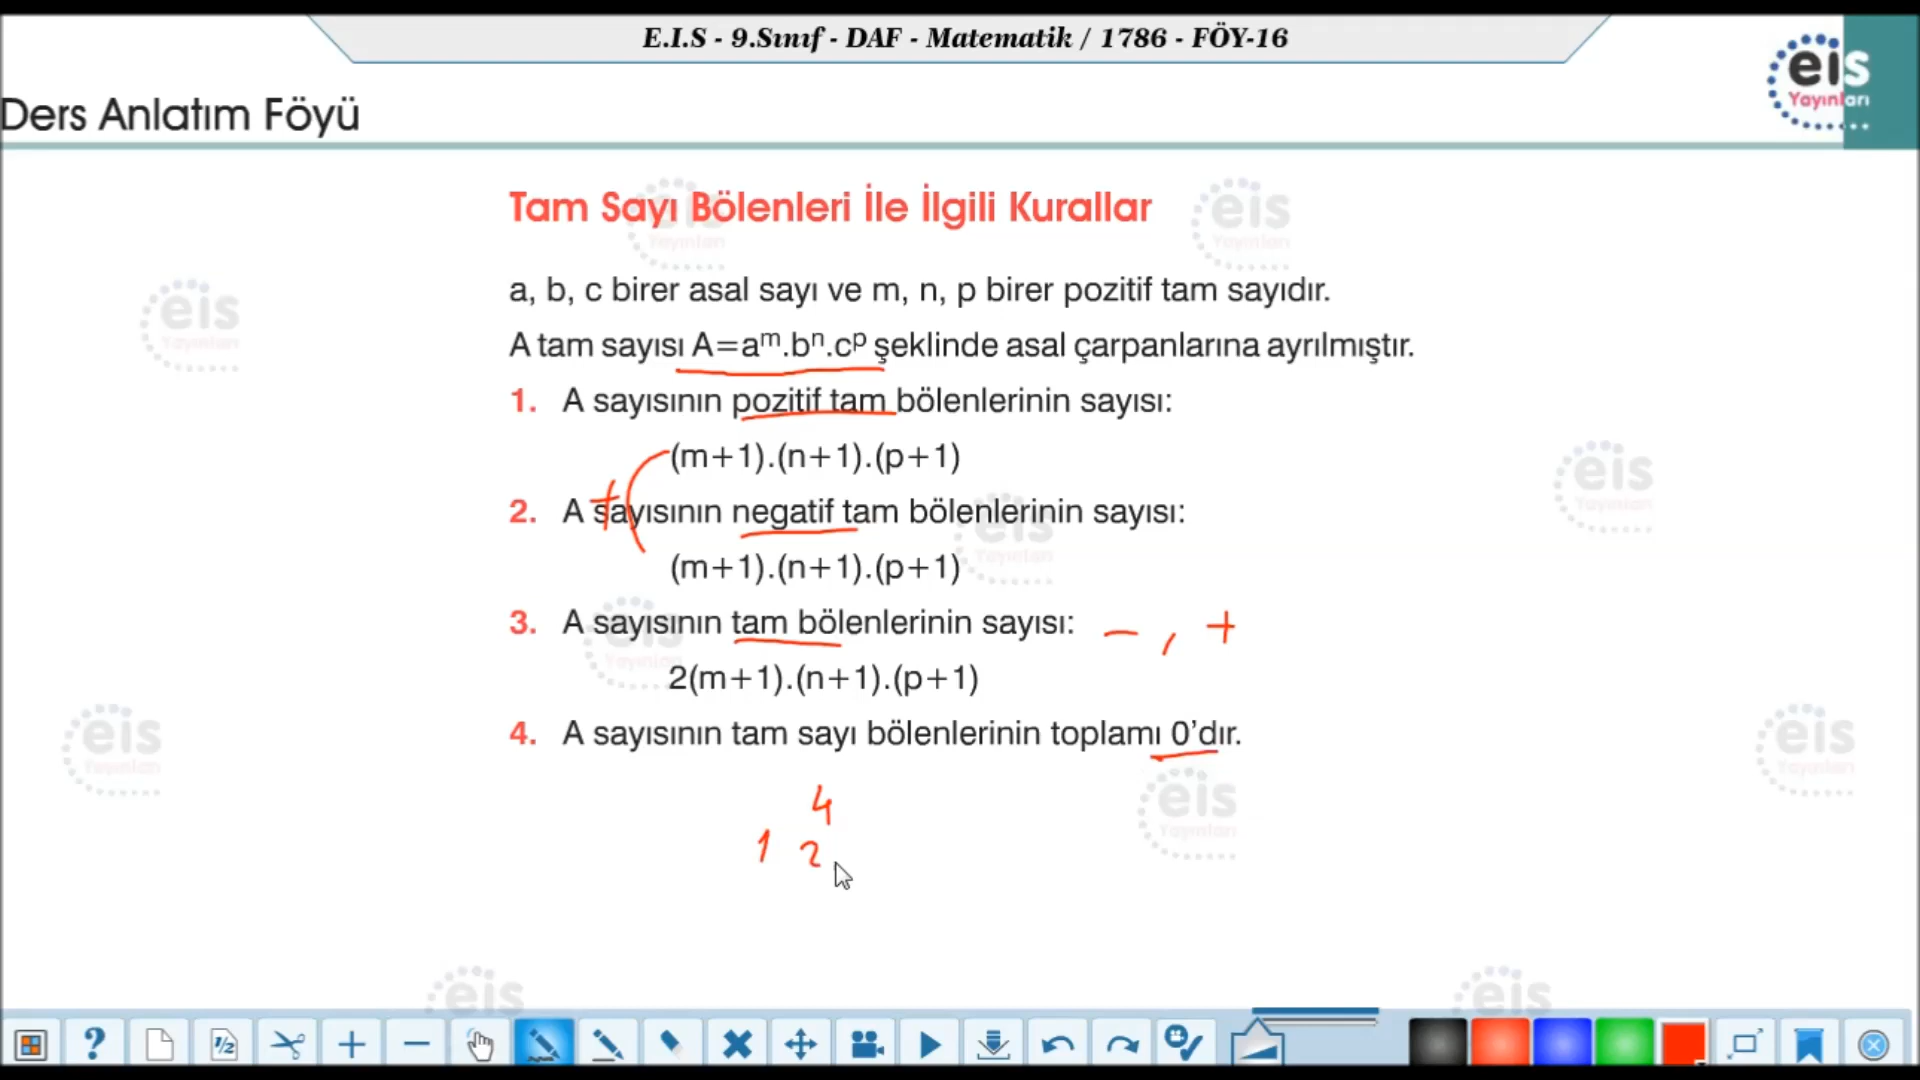 E.I.S - 9.Sınıf - DAF - Matematik / 1786 - FÖY-16
eis
Yayınları
Ders Anlatım Föyü
Tam Sayı Bölenleri İle İlgili Kurallar
a, b, c birer asal sayı ve m, n, p birer pozitif tam sayıdır.
A tam sayısı A=aᵐ.bⁿ.cᵖ şeklinde asal çarpanlarına ayrılmıştır.
1. A sayısının pozitif tam bölenlerinin sayısı:
(m+1).(n+1).(p+1)
2. A sayısının negatif tam bölenlerinin sayısı:
(m+1).(n+1).(p+1)
3. A sayısının tam bölenlerinin sayısı: − , +
2(m+1).(n+1).(p+1)
4. A sayısının tam sayı bölenlerinin toplamı 0’dır.
4
1 2